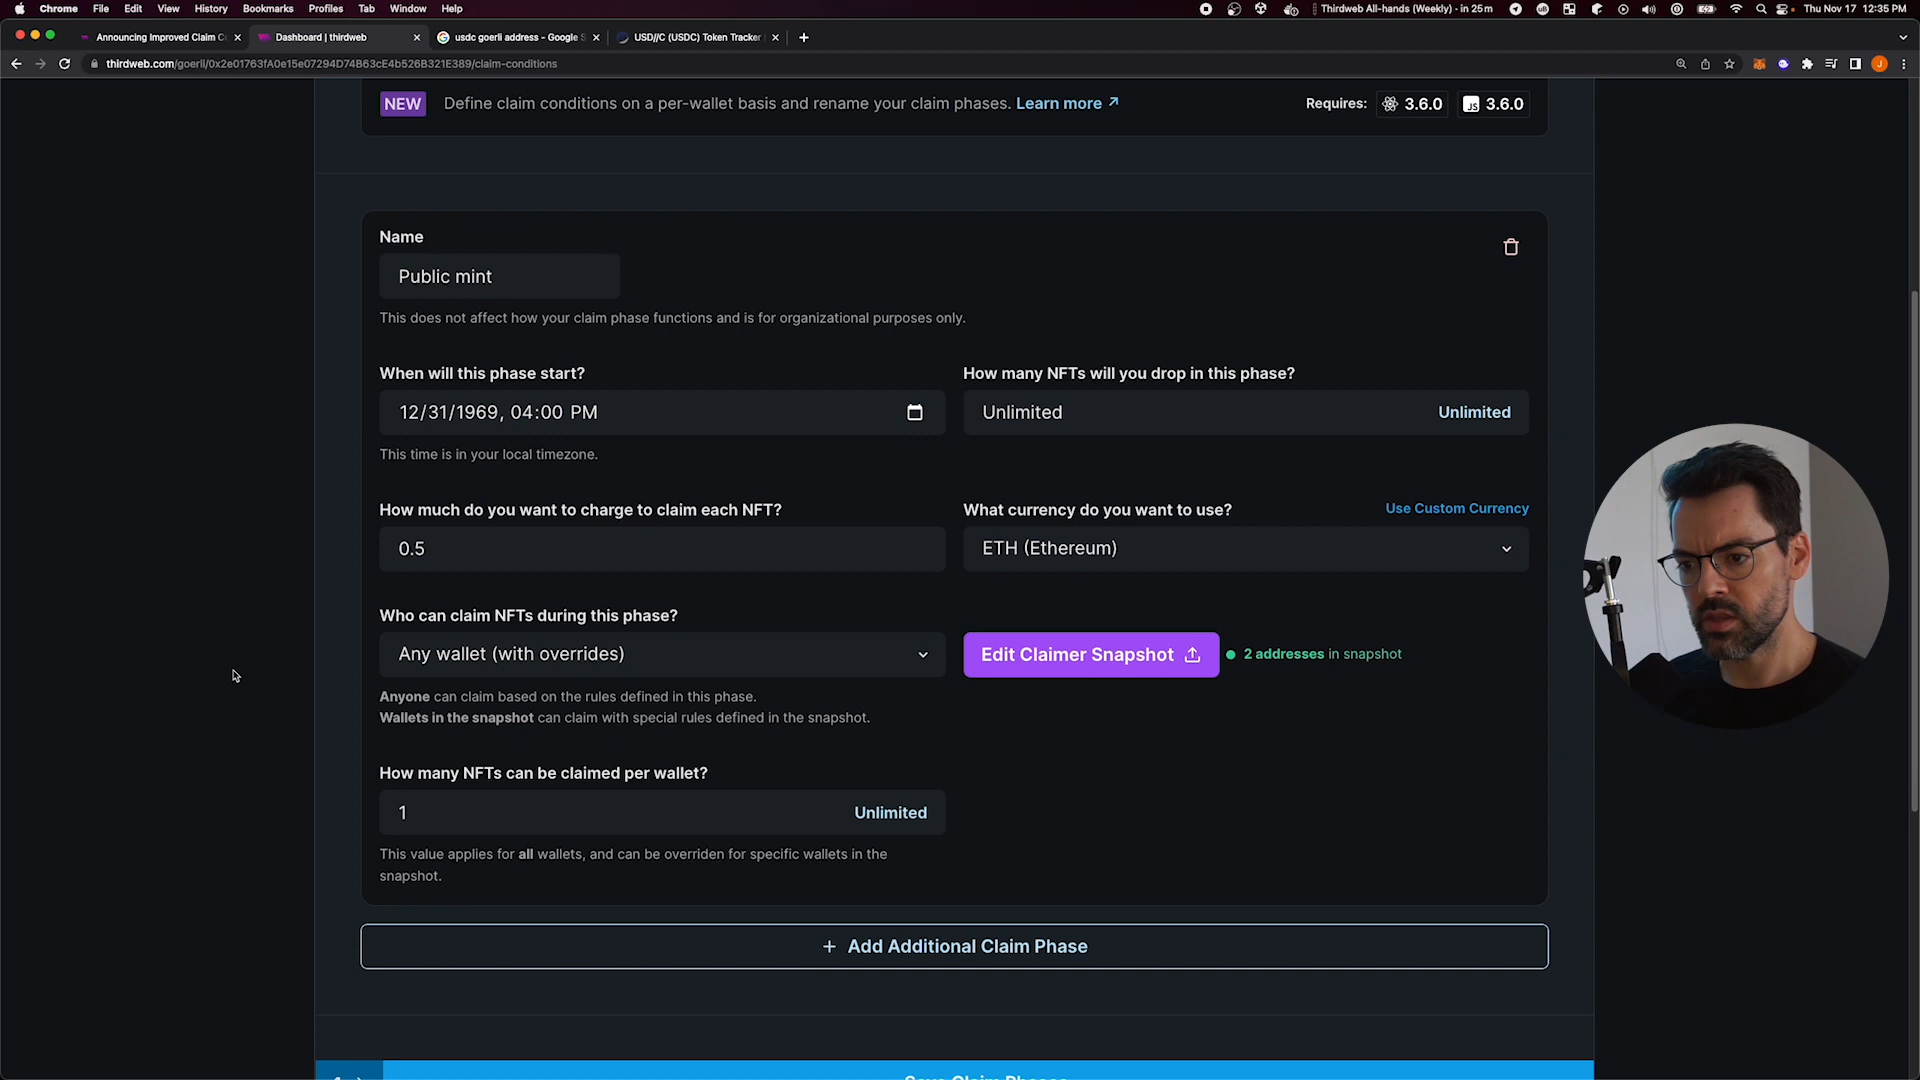 Chrome File Edit View History Bookmarks Profiles Tab Window Help
Thirdweb All-hands (Weekly) · in 25m
Thu Nov 17 12:35 PM
Announcing Improved Claim Co
Dashboard | thirdweb
usdc goerli address - Google S
USD//C (USDC) Token Tracker
thirdweb.com/goerli/0x2e01763fA0e15e07294D74B63cE4b526B321E389/claim-conditions
NEW Define claim conditions on a per-wallet basis and rename your claim phases. Learn more
Requires: 3.6.0 JS 3.6.0
Name
Public mint
This does not affect how your claim phase functions and is for organizational purposes only.
When will this phase start?
12/31/1969, 04:00 PM
This time is in your local timezone.
How many NFTs will you drop in this phase?
Unlimited Unlimited
How much do you want to charge to claim each NFT?
0.5
What currency do you want to use? Use Custom Currency
ETH (Ethereum)
Who can claim NFTs during this phase?
Any wallet (with overrides)
Edit Claimer Snapshot
2 addresses in snapshot
Anyone can claim based on the rules defined in this phase.
Wallets in the snapshot can claim with special rules defined in the snapshot.
How many NFTs can be claimed per wallet?
1 Unlimited
This value applies for all wallets, and can be overriden for specific wallets in the
snapshot.
+ Add Additional Claim Phase
Save Claim Phases